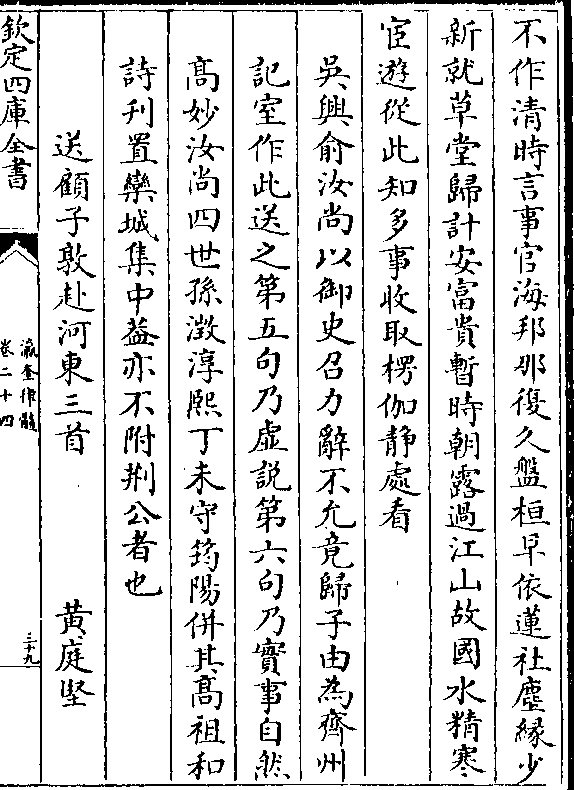 不作清時言事官海邦那復久盤桓早依蓮社塵縁少
新就草堂歸計安富貴暫時朝露過江山故國水精寒
宦遊從此知多事收取楞伽静處看
吳興俞汝尚以御史召力辭不允竟歸子由為齊州
記室作此送之第五句乃虚説第六句乃實事自然
髙妙汝尚四世孫澂淳熈丁未守筠陽併其髙祖和
詩刋置欒城集中葢亦不附荆公者也
送顧子敦赴河東三首　黄庭堅
欽定四庫全書
瀛奎律髓
卷二十四
三十九